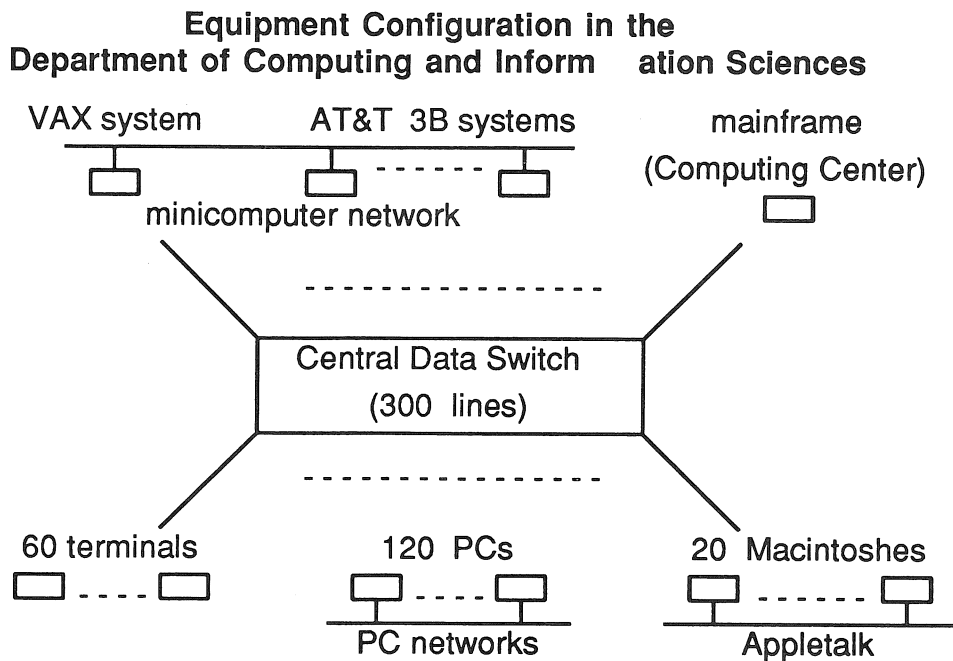 Equipment Configuration in the
Department of Computing and Inform ation Sciences
VAX system AT&T 3B systems mainframe
(Computing Center)
minicomputer network
Central Data Switch
(300 lines)
60 terminals 120 PCs 20 Macintoshes
PC networks Appletalk